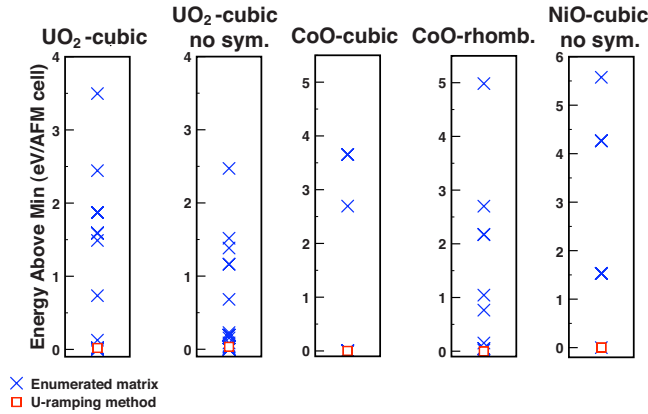 UO₂-cubic
UO₂-cubic
no sym.
CoO-cubic
CoO-rhomb.
NiO-cubic
no sym.
Energy Above Min (eV/AFM cell)
4
3
2
1
0
4
3
2
1
0
5
4
3
2
1
0
5
4
3
2
1
0
6
5
4
3
2
1
0
Enumerated matrix
U-ramping method